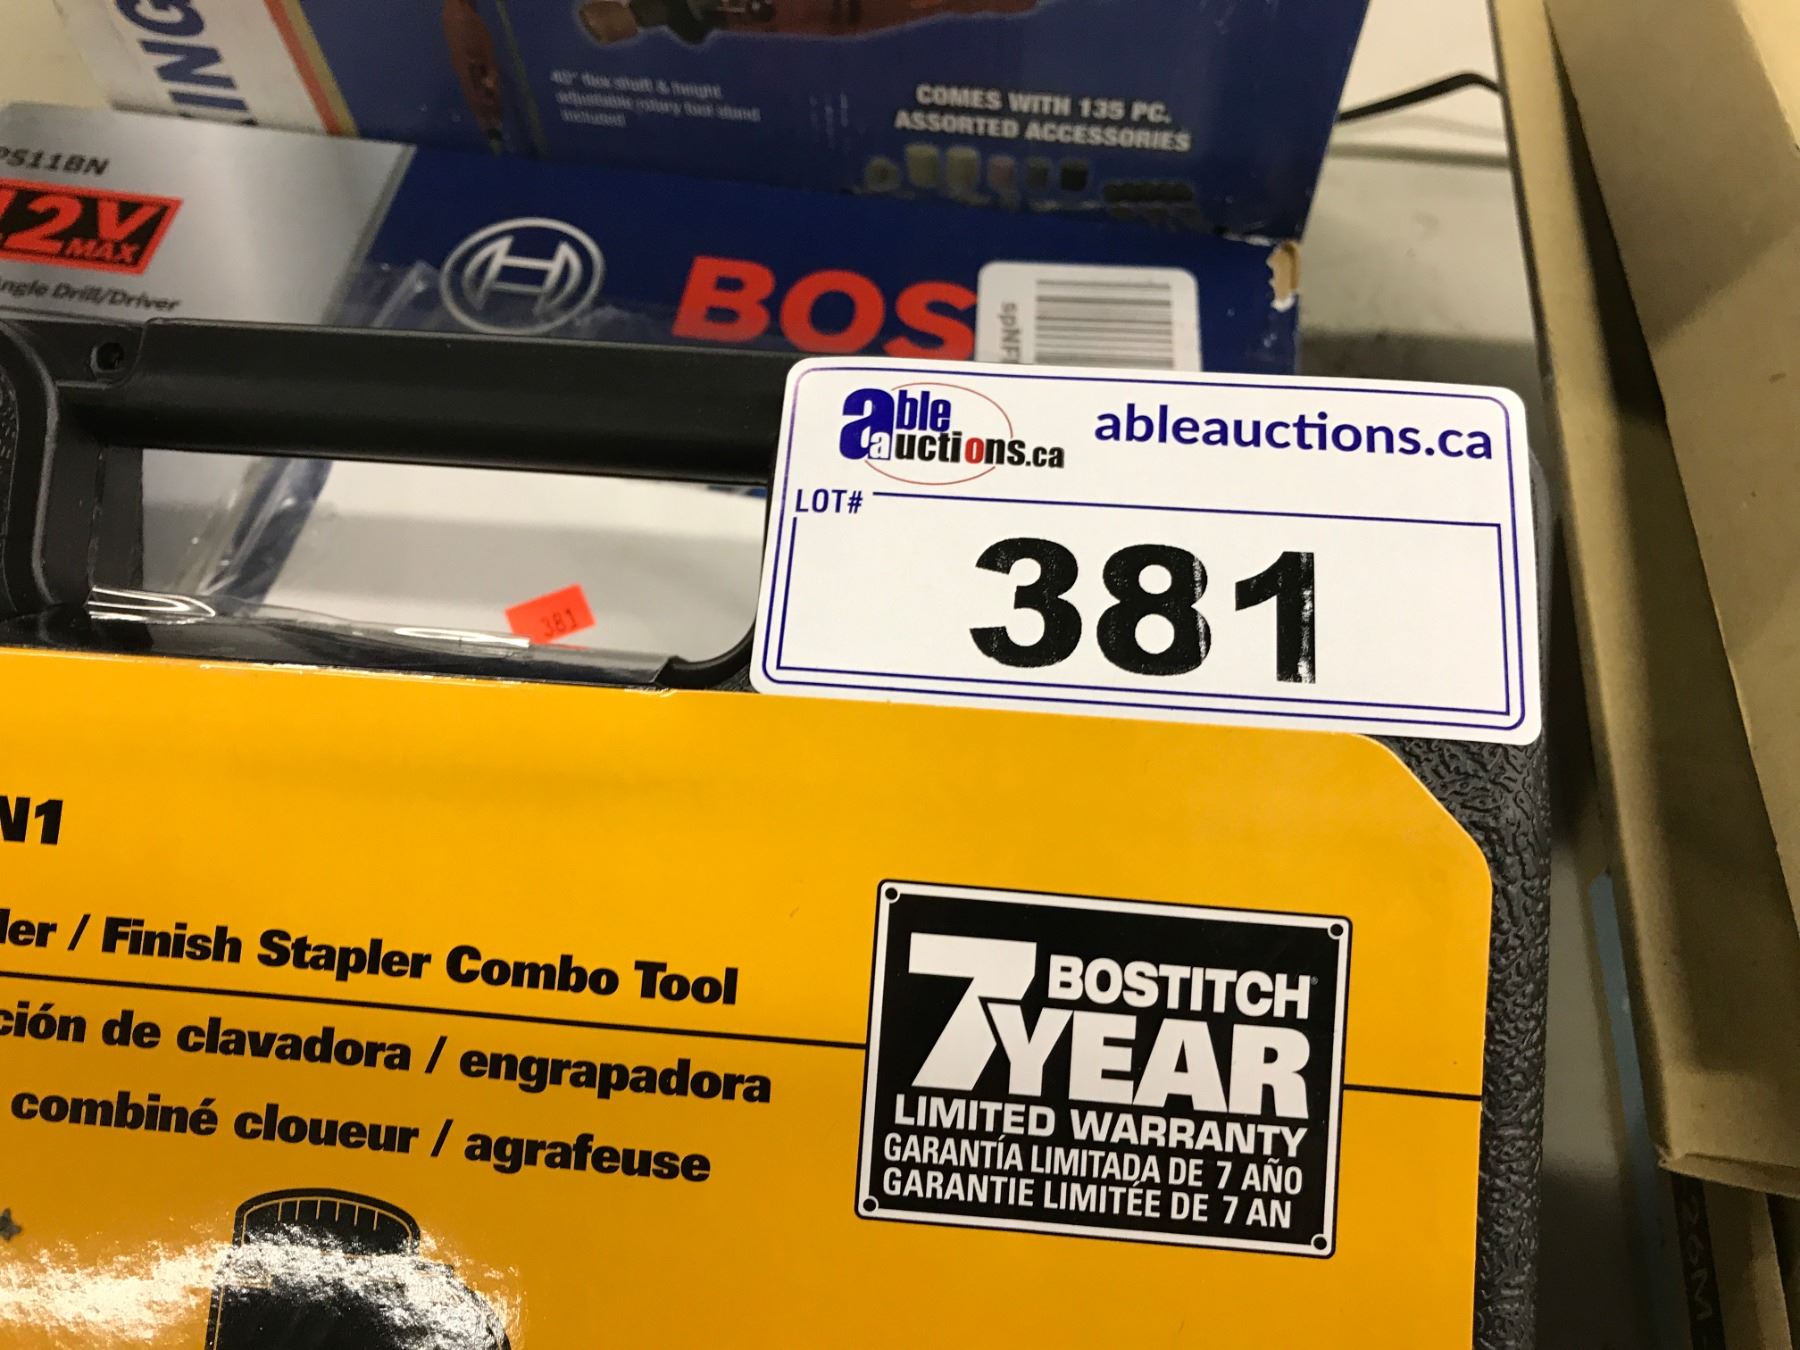 ING
40" flex shaft & height
adjustable rotary tool stand
included
COMES WITH 135 PC.
ASSORTED ACCESSORIES
PS11BN
12V
MAX
Angle Drill/Driver
BOS
spNF
able
auctions.ca
ableauctions.ca
LOT#
381
381
N1
ler / Finish Stapler Combo Tool
ción de clavadora / engrapadora
combiné cloueur / agrafeuse
7 BOSTITCH
YEAR
LIMITED WARRANTY
GARANTÍA LIMITADA DE 7 AÑO
GARANTIE LIMITÉE DE 7 AN
26M